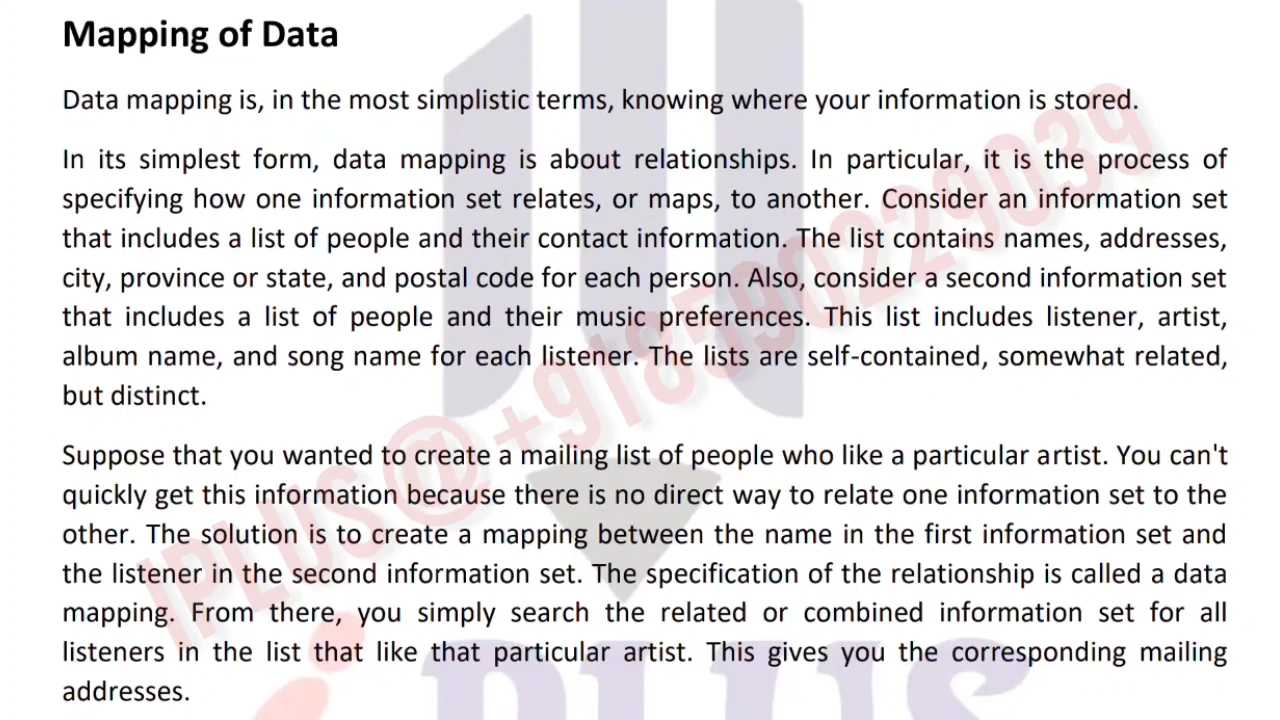 Mapping of Data
Data mapping is, in the most simplistic terms, knowing where your information is stored.
In its simplest form, data mapping is about relationships. In particular, it is the process of
specifying how one information set relates, or maps, to another. Consider an information set
that includes a list of people and their contact information. The list contains names, addresses,
city, province or state, and postal code for each person. Also, consider a second information set
that includes a list of people and their music preferences. This list includes listener, artist,
album name, and song name for each listener. The lists are self-contained, somewhat related,
but distinct.
Suppose that you wanted to create a mailing list of people who like a particular artist. You can't
quickly get this information because there is no direct way to relate one information set to the
other. The solution is to create a mapping between the name in the first information set and
the listener in the second information set. The specification of the relationship is called a data
mapping. From there, you simply search the related or combined information set for all
listeners in the list that like that particular artist. This gives you the corresponding mailing
addresses.
IPLUS@+918590229039
PLUS